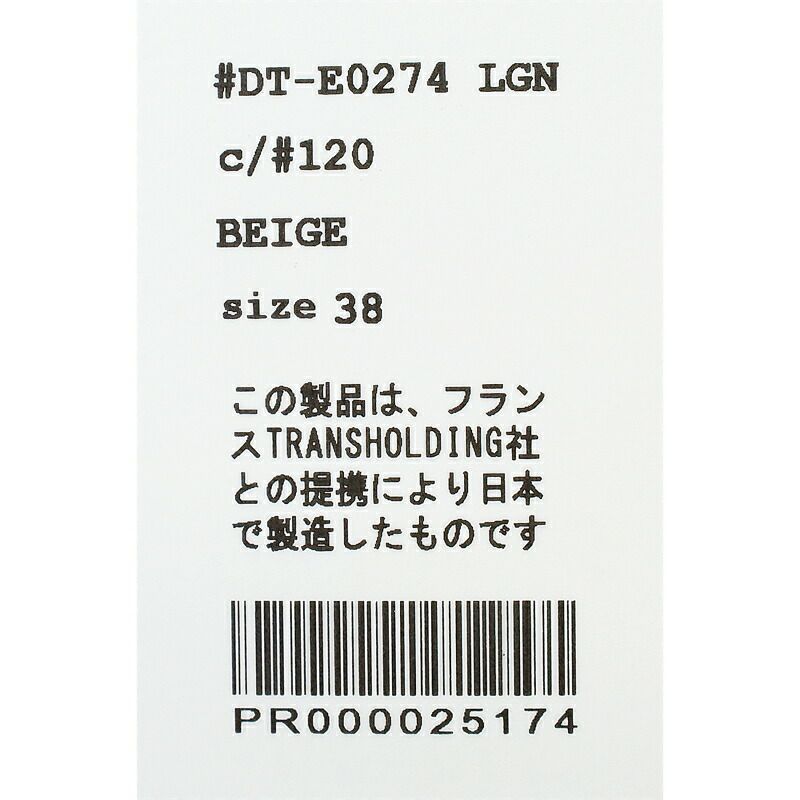 #DT-E0274 LGN
c/#120
BEIGE
size 38
この製品は、フラン
スTRANSHOLDING社
との提携により日本
で製造したものです
PR000025174